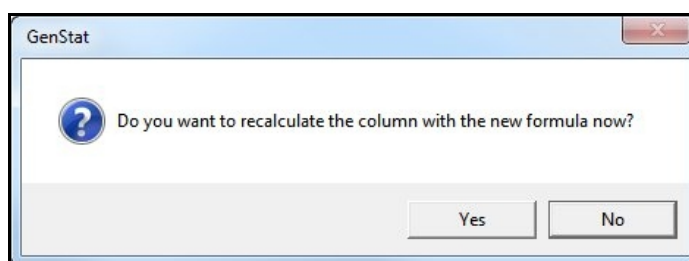 GenStat
Do you want to recalculate the column with the new formula now?
Yes
No